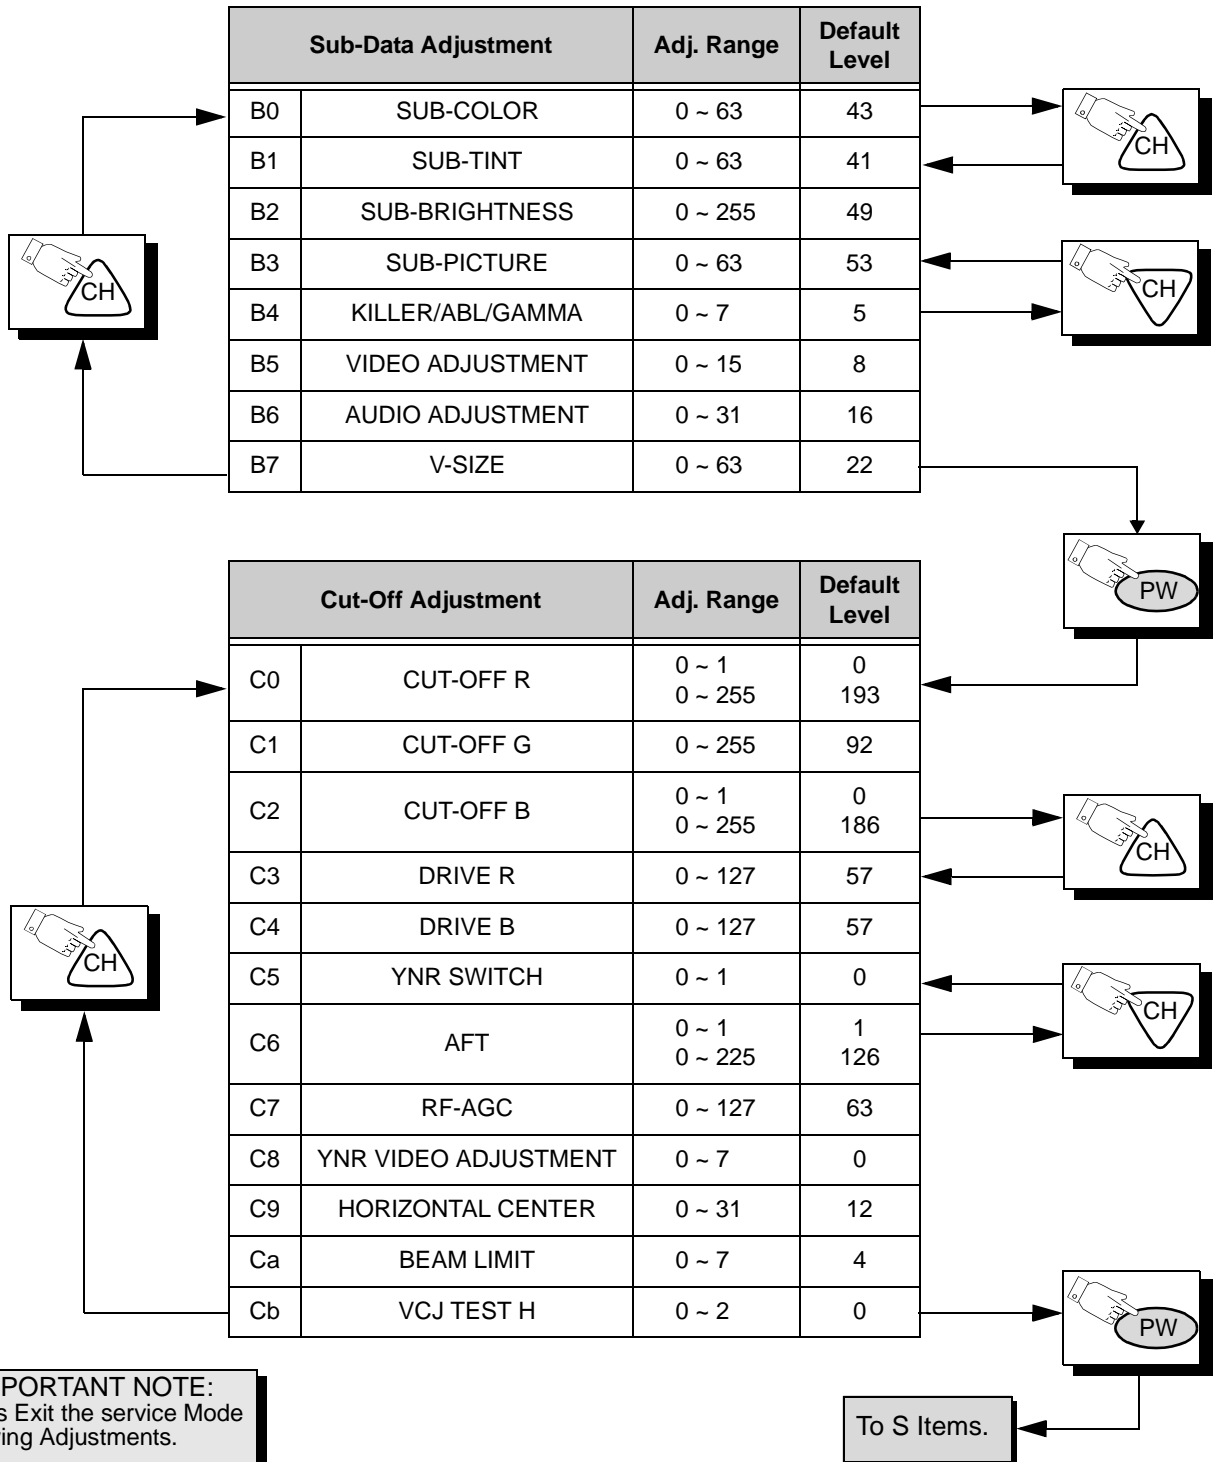 Sub-Data Adjustment Adj. Range Default Level
B0 SUB-COLOR 0 ~ 63 43
B1 SUB-TINT 0 ~ 63 41
B2 SUB-BRIGHTNESS 0 ~ 255 49
B3 SUB-PICTURE 0 ~ 63 53
B4 KILLER/ABL/GAMMA 0 ~ 7 5
B5 VIDEO ADJUSTMENT 0 ~ 15 8
B6 AUDIO ADJUSTMENT 0 ~ 31 16
B7 V-SIZE 0 ~ 63 22
CH
CH
CH
PW
Cut-Off Adjustment Adj. Range Default Level
C0 CUT-OFF R 0 ~ 1 0
0 ~ 255 193
C1 CUT-OFF G 0 ~ 255 92
C2 CUT-OFF B 0 ~ 1 0
0 ~ 255 186
C3 DRIVE R 0 ~ 127 57
C4 DRIVE B 0 ~ 127 57
C5 YNR SWITCH 0 ~ 1 0
C6 AFT 0 ~ 1 1
0 ~ 225 126
C7 RF-AGC 0 ~ 127 63
C8 YNR VIDEO ADJUSTMENT 0 ~ 7 0
C9 HORIZONTAL CENTER 0 ~ 31 12
Ca BEAM LIMIT 0 ~ 7 4
Cb VCJ TEST H 0 ~ 2 0
CH
CH
CH
PW
PORTANT NOTE:
s Exit the service Mode
ing Adjustments.
To S Items.